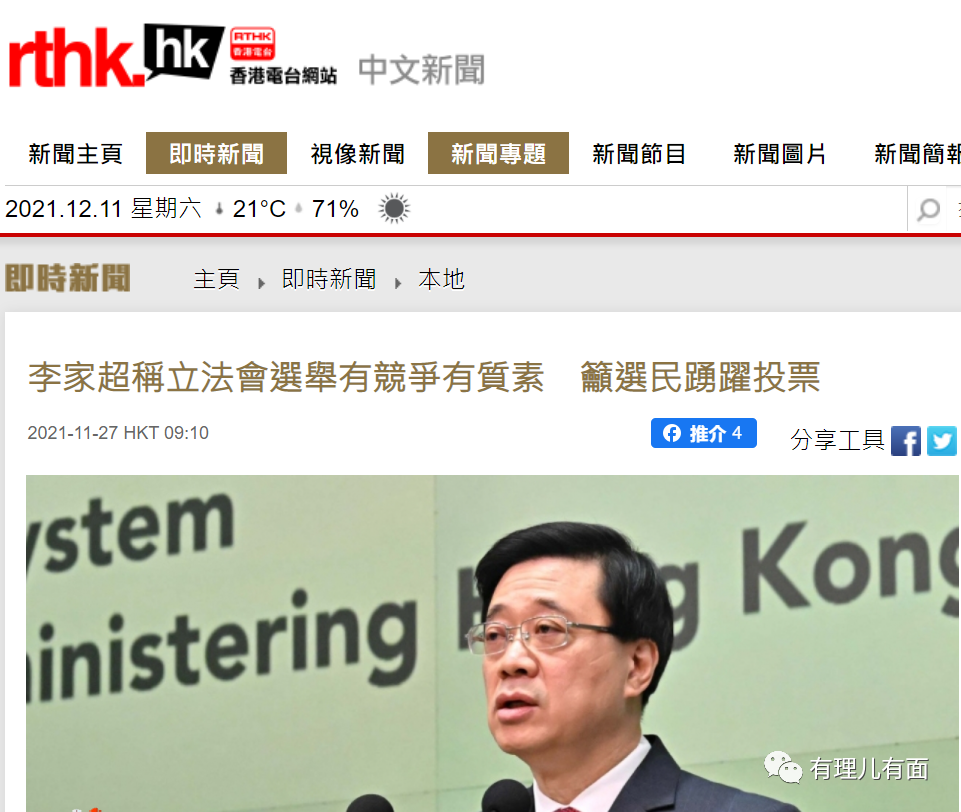 rthk.hk
RTHK
香港電台
香港電台網站
中文新聞
新聞主頁 即時新聞 視像新聞 新聞專題 新聞節目 新聞圖片 新聞簡報
2021.12.11 星期六 21°C 71%
即時新聞 主頁 即時新聞 本地
李家超稱立法會選舉有競爭有質素 籲選民踴躍投票
2021-11-27 HKT 09:10
推介 4
分享工具
ystem
inistering Hong Kong
有理儿有面